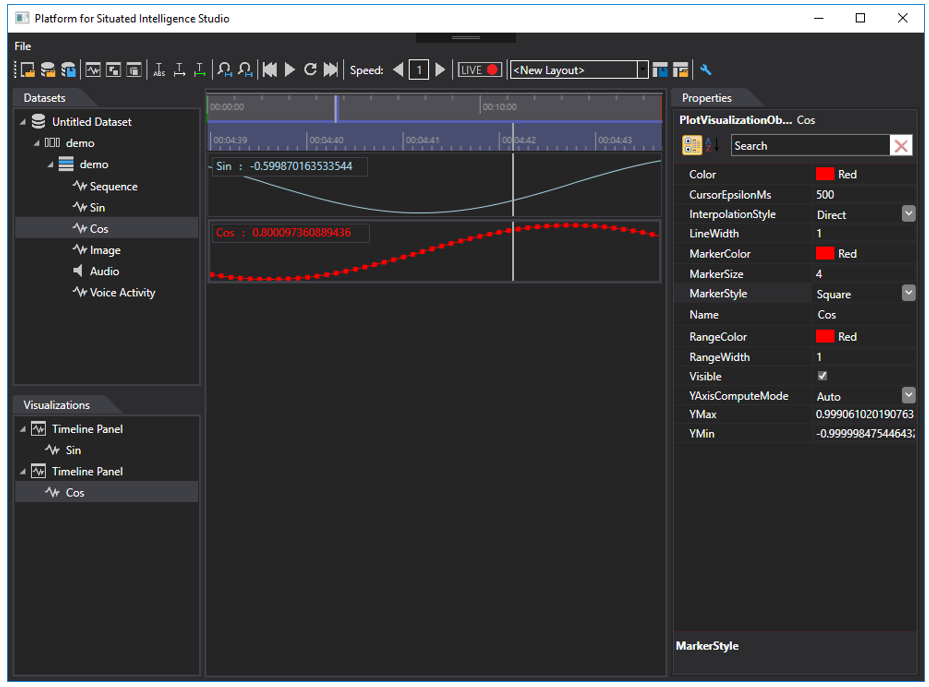 Platform for Situated Intelligence Studio
File
ABS Speed: 1 LIVE <New Layout>
Datasets
Untitled Dataset
demo
demo
Sequence
Sin
Cos
Image
Audio
Voice Activity
Visualizations
Timeline Panel
Sin
Timeline Panel
Cos
00:00:00 00:10:00
00:04:39 00:04:40 00:04:41 00:04:42 00:04:43
Sin : -0.599870163533544
Cos : 0.800097360889436
Properties
PlotVisualizationOb... Cos
A Z Search
Color Red
CursorEpsilonMs 500
InterpolationStyle Direct
LineWidth 1
MarkerColor Red
MarkerSize 4
MarkerStyle Square
Name Cos
RangeColor Red
RangeWidth 1
Visible
YAxisComputeMode Auto
YMax 0.999061020190763
YMin -0.99999847544643
MarkerStyle